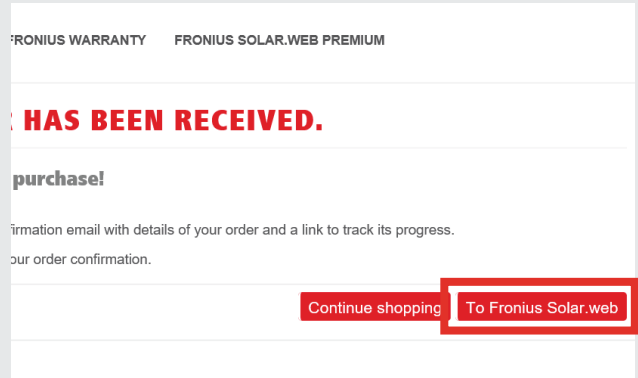 FRONIUS WARRANTY FRONIUS SOLAR.WEB PREMIUM
HAS BEEN RECEIVED.
purchase!
firmation email with details of your order and a link to track its progress.
our order confirmation.
Continue shopping To Fronius Solar.web